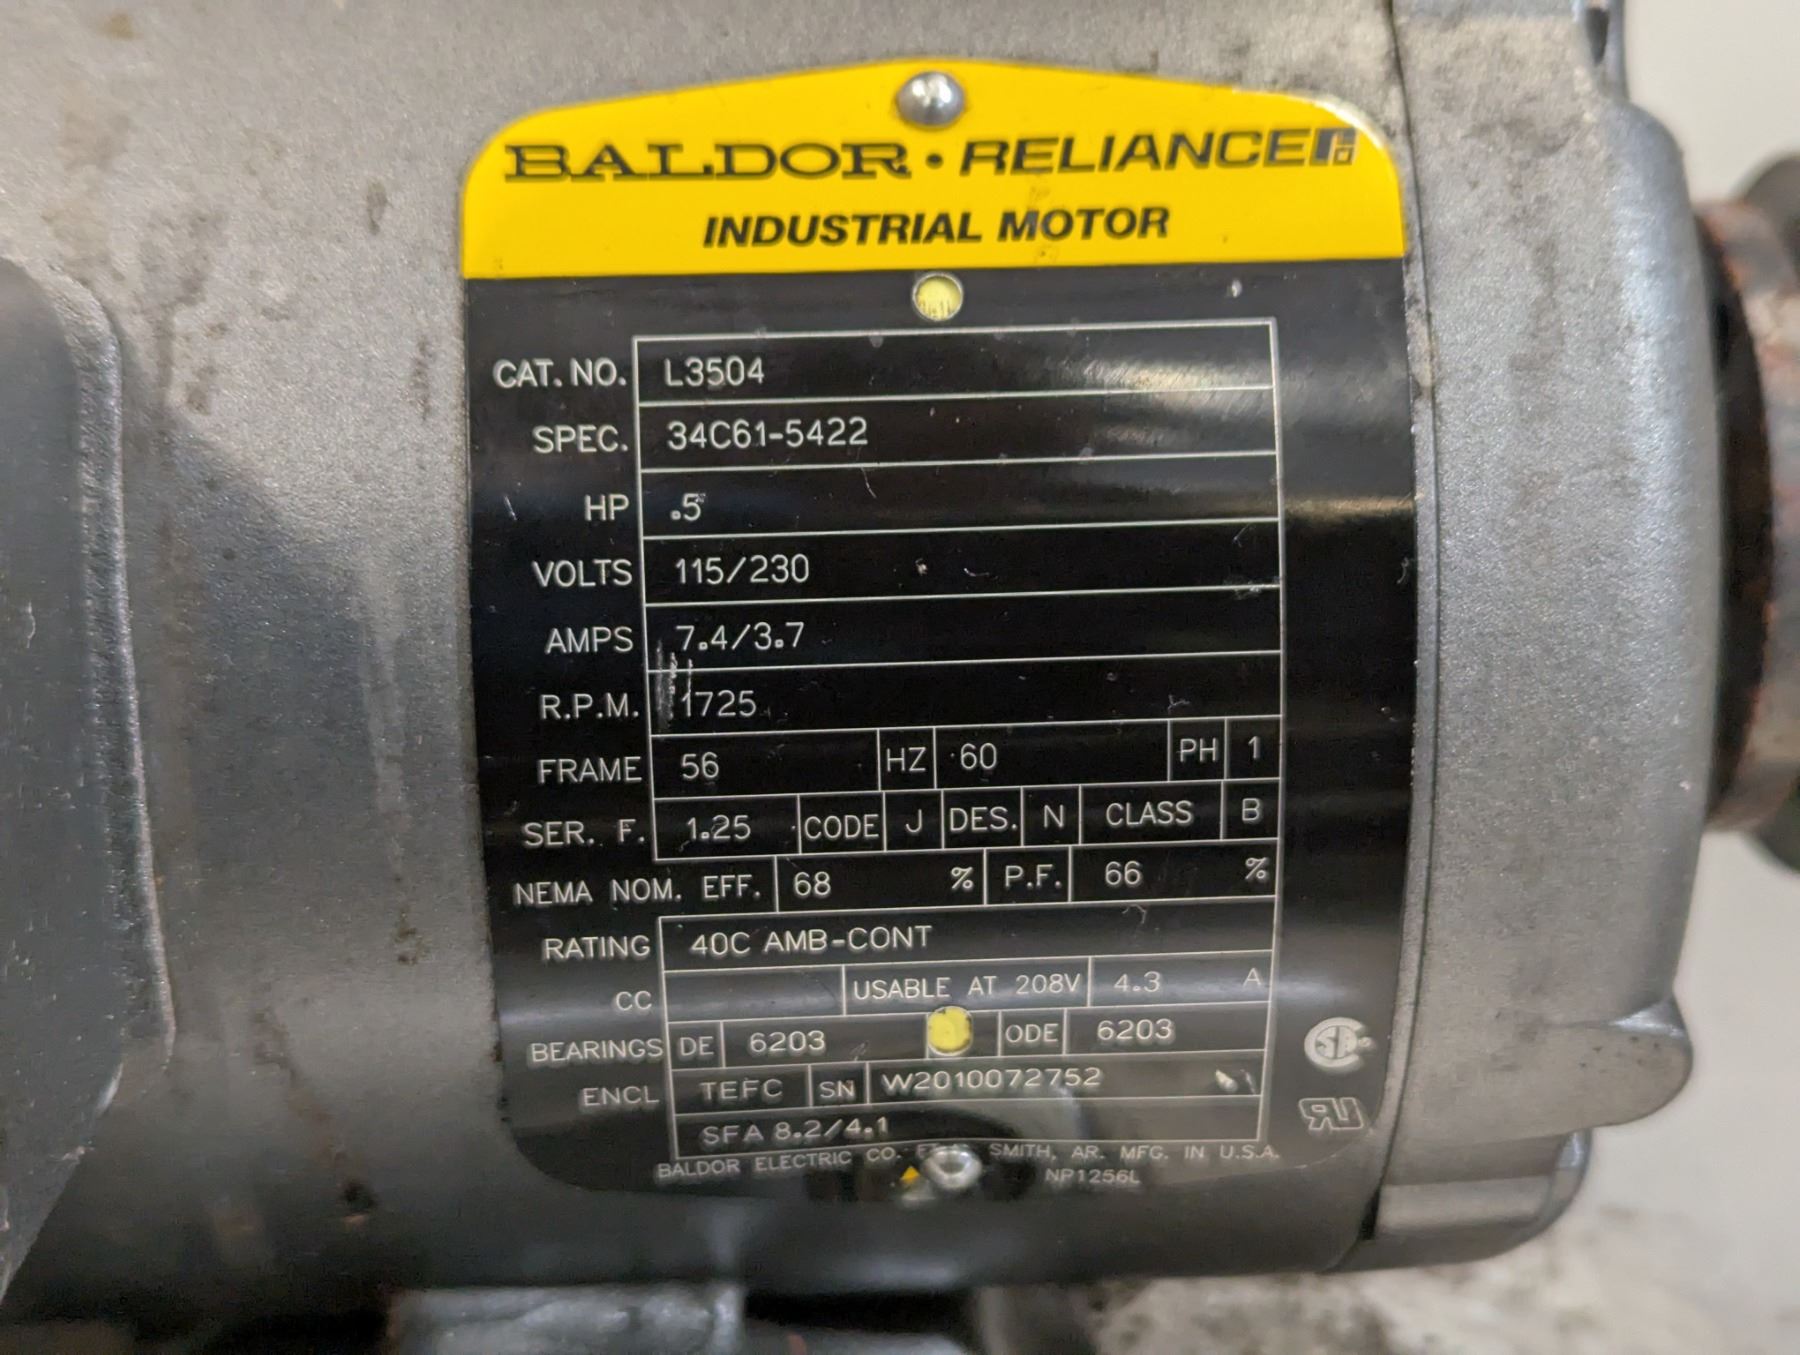 BALDOR • RELIANCE
INDUSTRIAL MOTOR
CAT. NO. L3504
SPEC. 34C61-5422
HP .5
VOLTS 115/230
AMPS 7.4/3.7
R.P.M. 1725
FRAME 56 HZ 60 PH 1
SER. F. 1.25 CODE J DES. N CLASS B
NEMA NOM. EFF. 68 % P.F. 66 %
RATING 40C AMB-CONT
CC USABLE AT 208V 4.3 A
BEARINGS DE 6203 ODE 6203
ENCL TEFC SN W2010072752
SFA 8.2/4.1
BALDOR ELECTRIC CO. SMITH, AR. MFG. IN U.S.A.
NP1256L